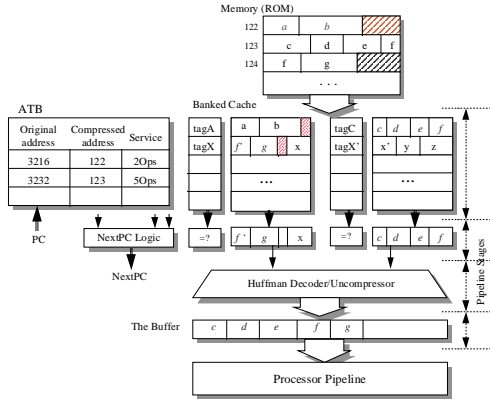 Memory (ROM)
122 a b
123 c d e f
124 f g
. . .
Banked Cache
ATB
Original address Compressed address Service
3216 122 2Ops
3232 123 5Ops
PC
NextPC Logic
NextPC
tagA a b tagC c d e f
tagX f' g x tagX' x' y z
... ...
=? f' g x =? c d e f
Huffman Decoder/Uncompressor
Pipeline Stages
The Buffer c d e f g
Processor Pipeline